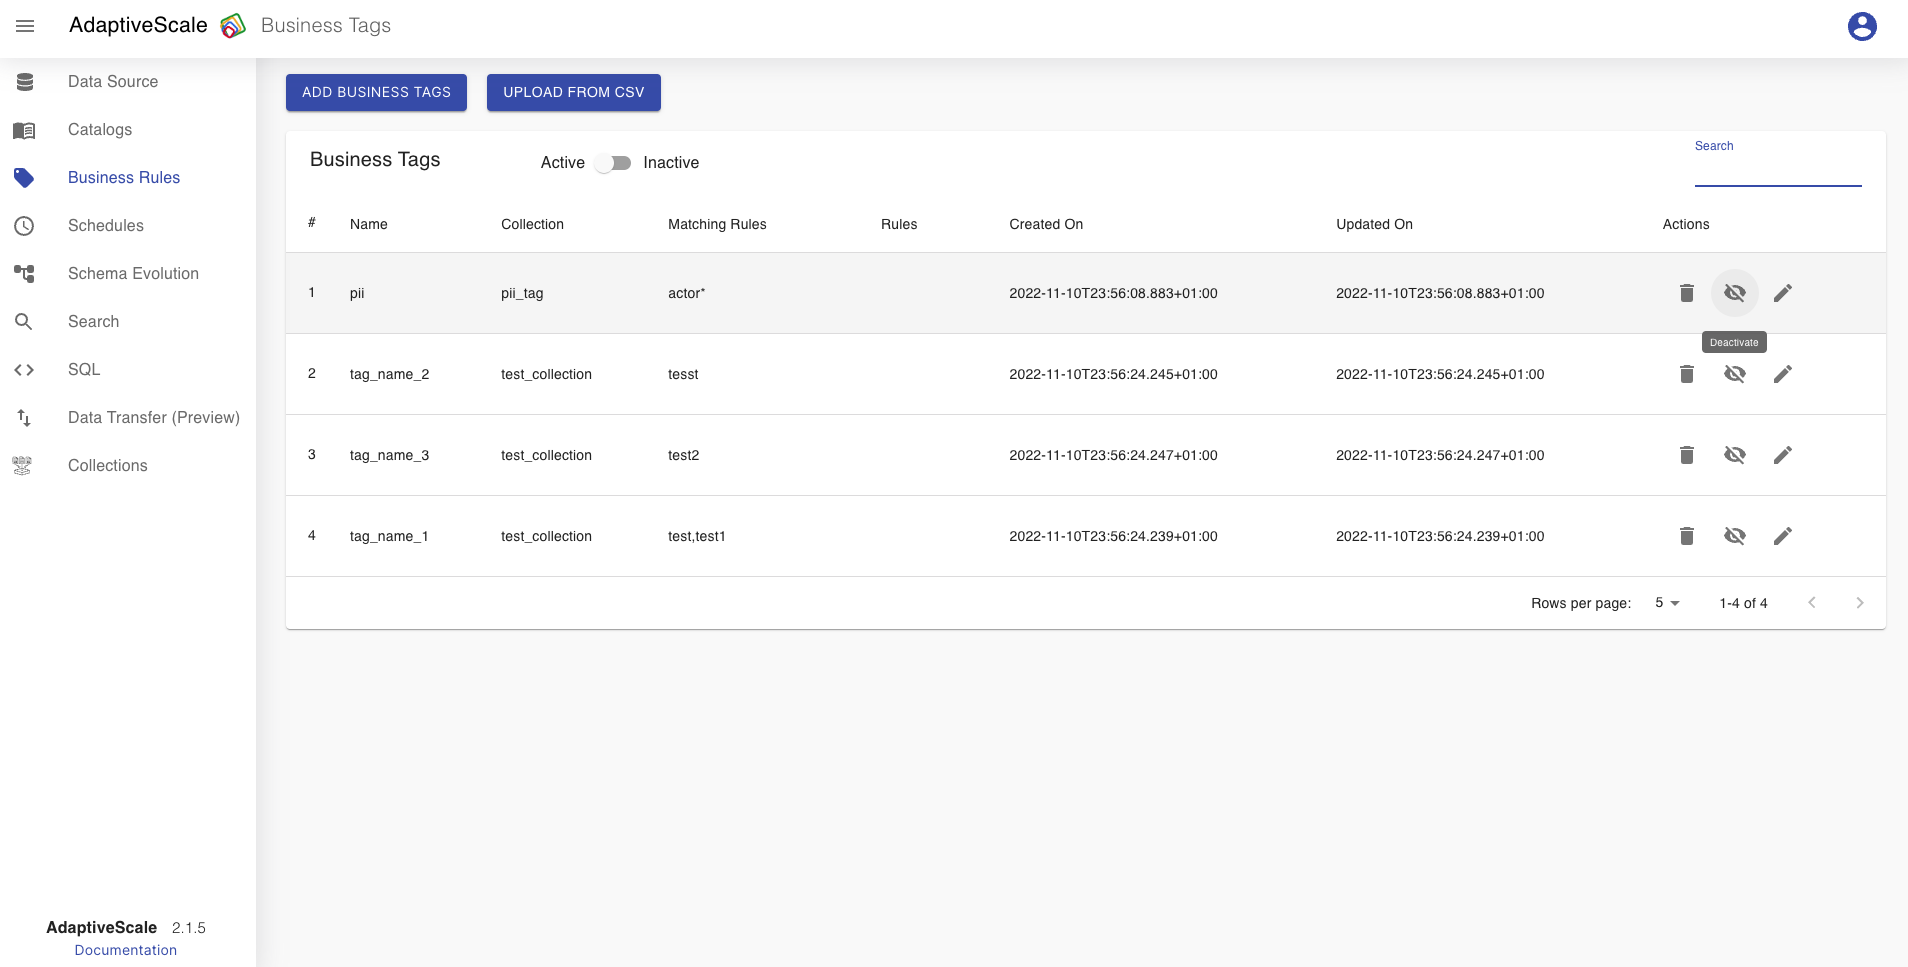 AdaptiveScale Business Tags
Data Source
Catalogs
Business Rules
Schedules
Schema Evolution
Search
SQL
Data Transfer (Preview)
Collections
AdaptiveScale 2.1.5
Documentation
ADD BUSINESS TAGS UPLOAD FROM CSV
Business Tags Active Inactive Search
# Name Collection Matching Rules Rules Created On Updated On Actions
1 pii pii_tag actor* 2022-11-10T23:56:08.883+01:00 2022-11-10T23:56:08.883+01:00
Deactivate
2 tag_name_2 test_collection tesst 2022-11-10T23:56:24.245+01:00 2022-11-10T23:56:24.245+01:00
3 tag_name_3 test_collection test2 2022-11-10T23:56:24.247+01:00 2022-11-10T23:56:24.247+01:00
4 tag_name_1 test_collection test,test1 2022-11-10T23:56:24.239+01:00 2022-11-10T23:56:24.239+01:00
Rows per page: 5 1-4 of 4